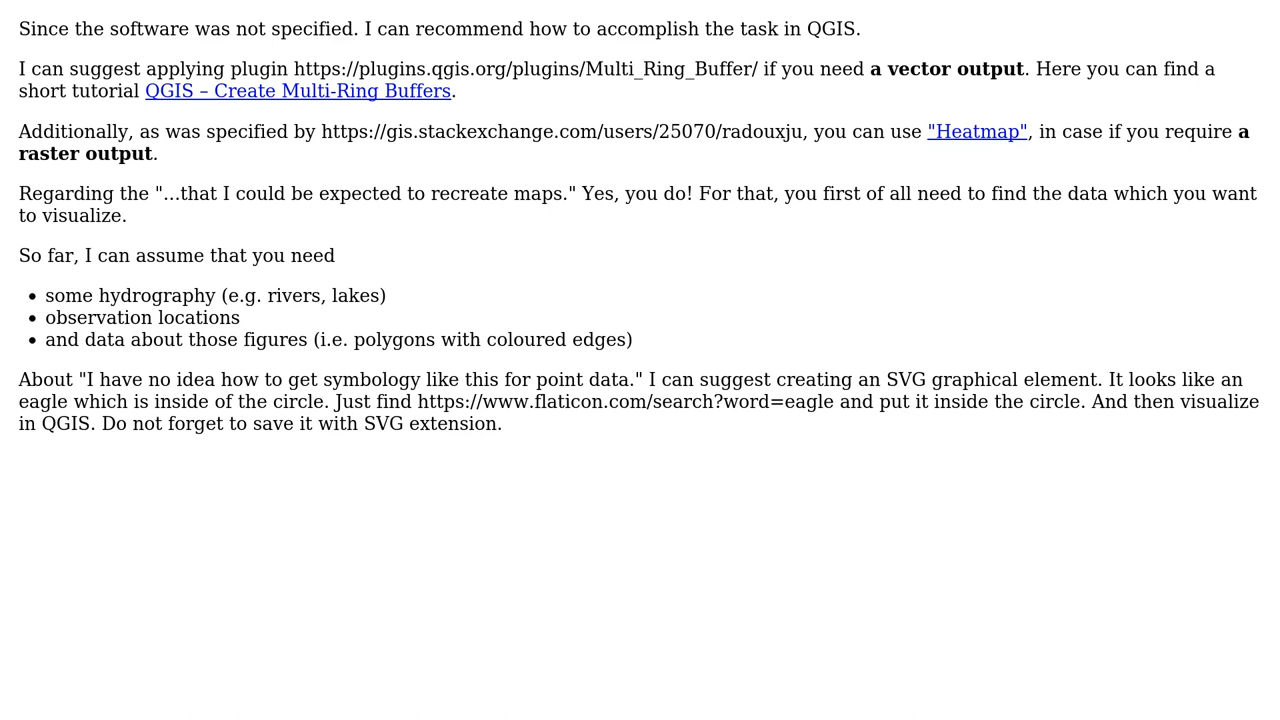 Since the software was not specified. I can recommend how to accomplish the task in QGIS.
I can suggest applying plugin https://plugins.qgis.org/plugins/Multi_Ring_Buffer/ if you need a vector output. Here you can find a
short tutorial QGIS – Create Multi-Ring Buffers.
Additionally, as was specified by https://gis.stackexchange.com/users/25070/radouxju, you can use "Heatmap", in case if you require a
raster output.
Regarding the "...that I could be expected to recreate maps." Yes, you do! For that, you first of all need to find the data which you want
to visualize.
So far, I can assume that you need
• some hydrography (e.g. rivers, lakes)
• observation locations
• and data about those figures (i.e. polygons with coloured edges)
About "I have no idea how to get symbology like this for point data." I can suggest creating an SVG graphical element. It looks like an
eagle which is inside of the circle. Just find https://www.flaticon.com/search?word=eagle and put it inside the circle. And then visualize
in QGIS. Do not forget to save it with SVG extension.